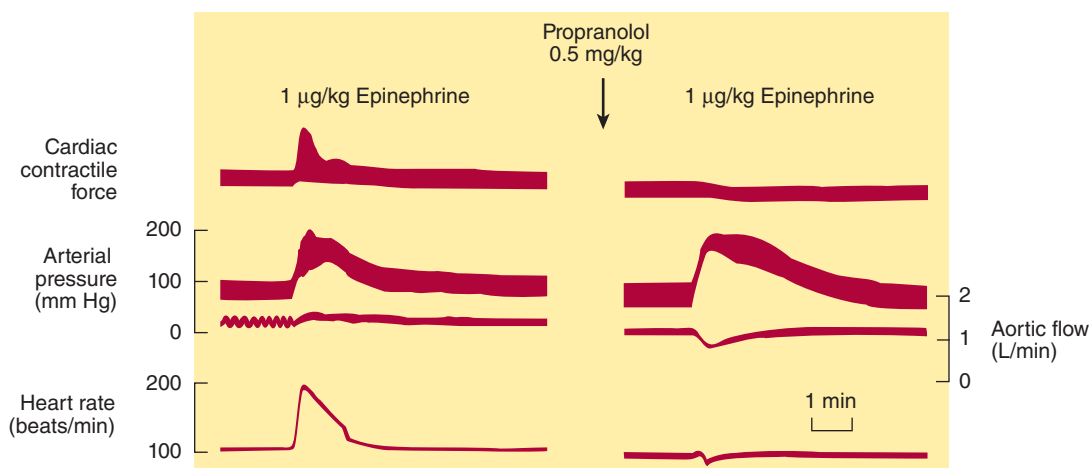 Propranolol
0.5 mg/kg
1 μg/kg Epinephrine
1 μg/kg Epinephrine
Cardiac
contractile
force
200
Arterial
pressure
(mm Hg)
100
0
2
1
0
Aortic flow
(L/min)
200
Heart rate
(beats/min)
100
1 min